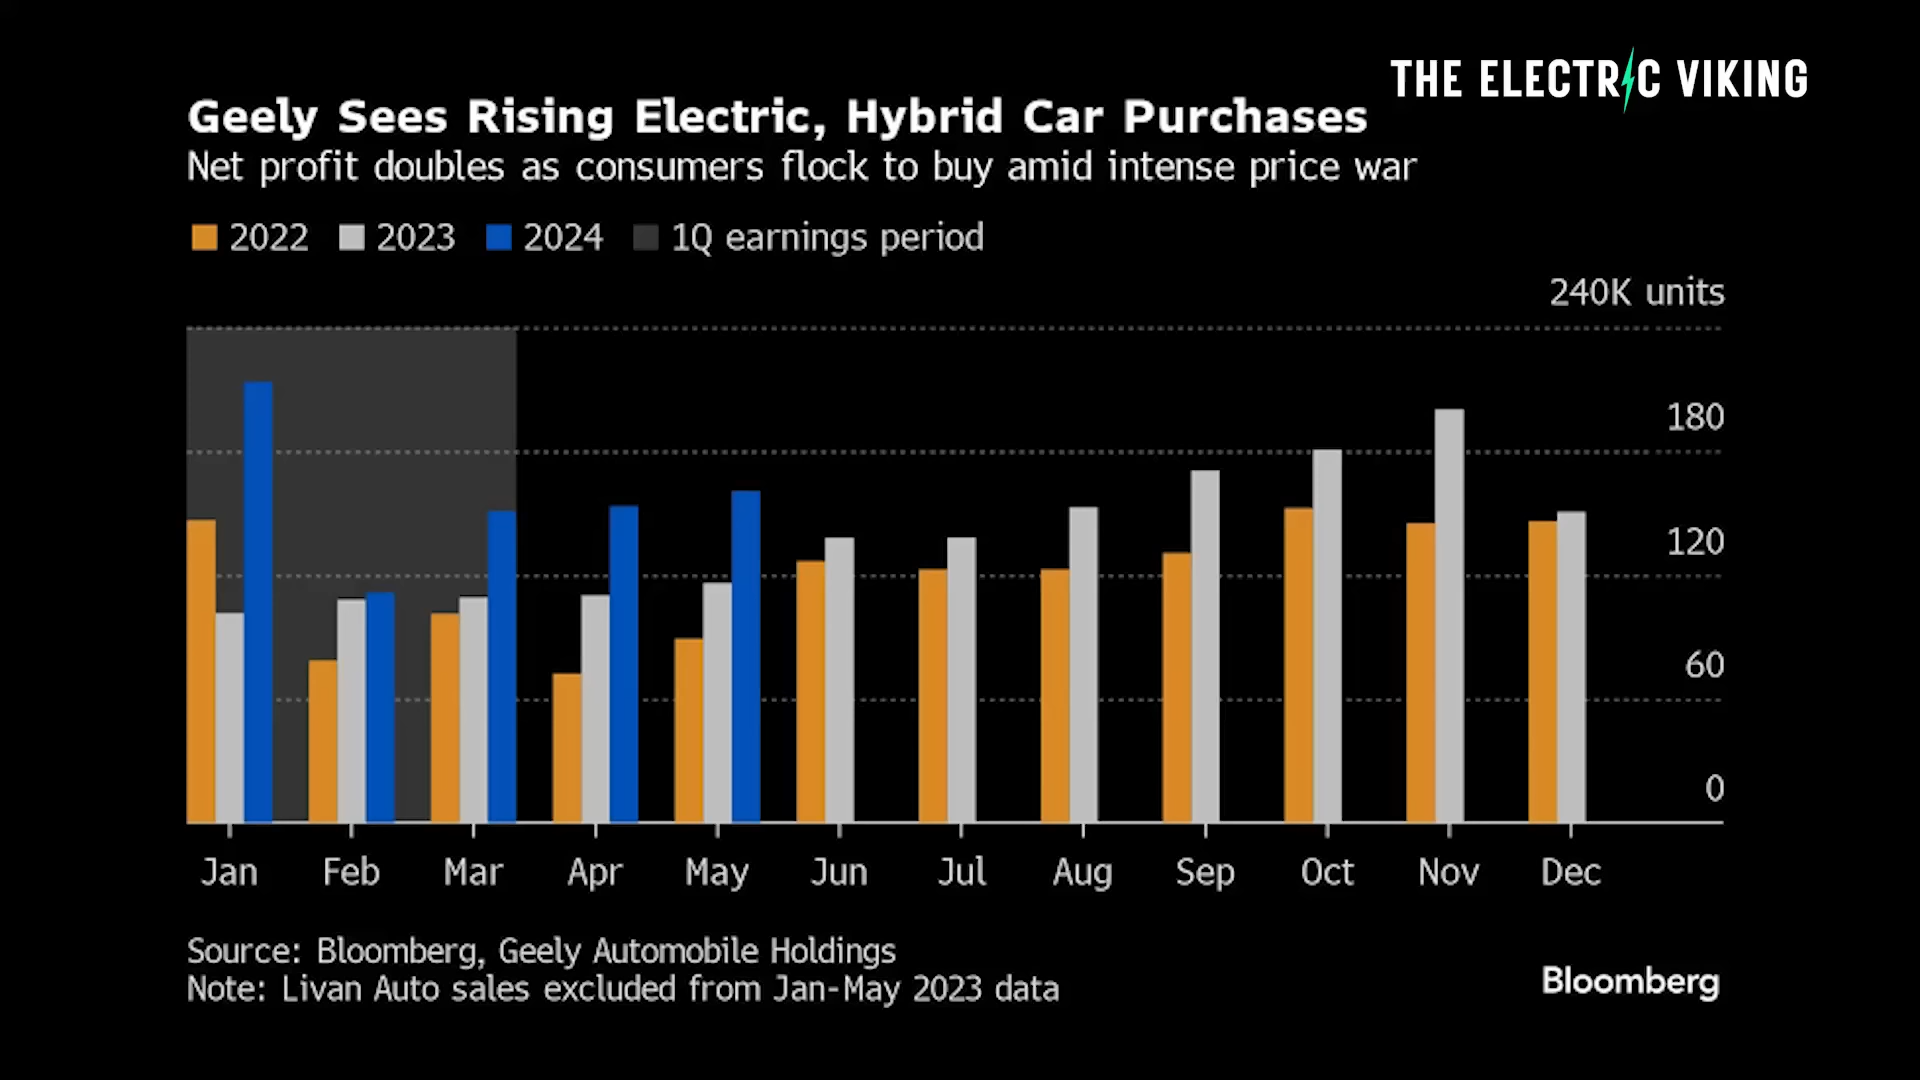 THE ELECTRIC VIKING
Geely Sees Rising Electric, Hybrid Car Purchases
Net profit doubles as consumers flock to buy amid intense price war
2022 2023 2024 1Q earnings period
240K units
180
120
60
0
Jan Feb Mar Apr May Jun Jul Aug Sep Oct Nov Dec
Source: Bloomberg, Geely Automobile Holdings
Note: Livan Auto sales excluded from Jan-May 2023 data
Bloomberg